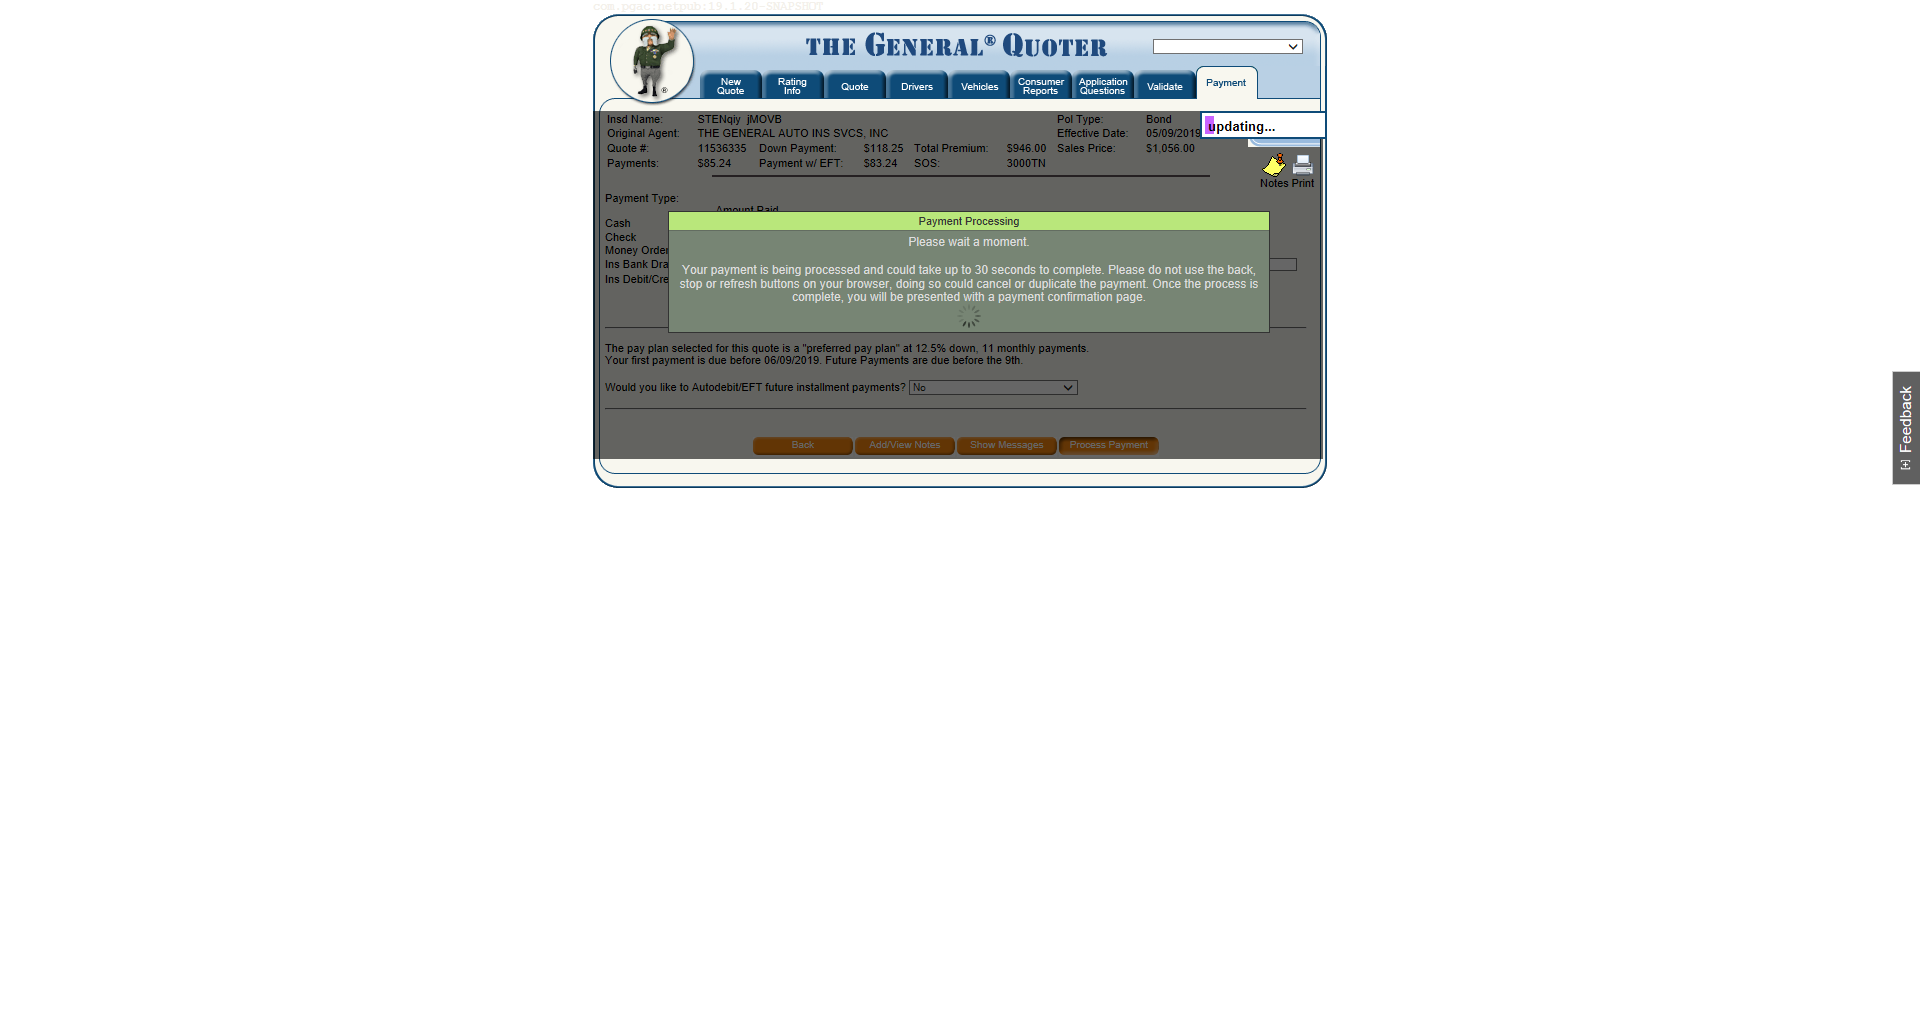 com.pgac:netpub:19.1.20-SNAPSHOT
THE GENERAL® QUOTER
New Quote
Rating Info
Quote
Drivers
Vehicles
Consumer Reports
Application Questions
Validate
Payment
Insd Name: STENqiy jMOVB Pol Type: Bond
updating...
Original Agent: THE GENERAL AUTO INS SVCS, INC Effective Date: 05/09/2019
Quote #: 11536335 Down Payment: $118.25 Total Premium: $946.00 Sales Price: $1,056.00
Payments: $85.24 Payment w/ EFT: $83.24 SOS: 3000TN
Notes Print
Payment Type:
Amount Paid
Cash
Check
Money Order
Ins Bank Dra
Ins Debit/Cre
Payment Processing
Please wait a moment.
Your payment is being processed and could take up to 30 seconds to complete. Please do not use the back,
stop or refresh buttons on your browser, doing so could cancel or duplicate the payment. Once the process is
complete, you will be presented with a payment confirmation page.
The pay plan selected for this quote is a "preferred pay plan" at 12.5% down, 11 monthly payments.
Your first payment is due before 06/09/2019. Future Payments are due before the 9th.
Would you like to Autodebit/EFT future installment payments? No
Back
Add/View Notes
Show Messages
Process Payment
[+] Feedback